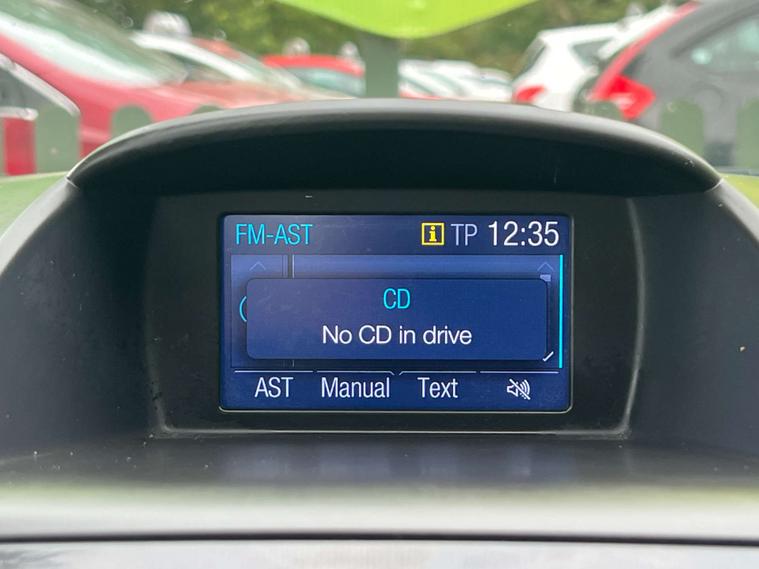 FM-AST i TP 12:35
CD
No CD in drive
AST Manual Text